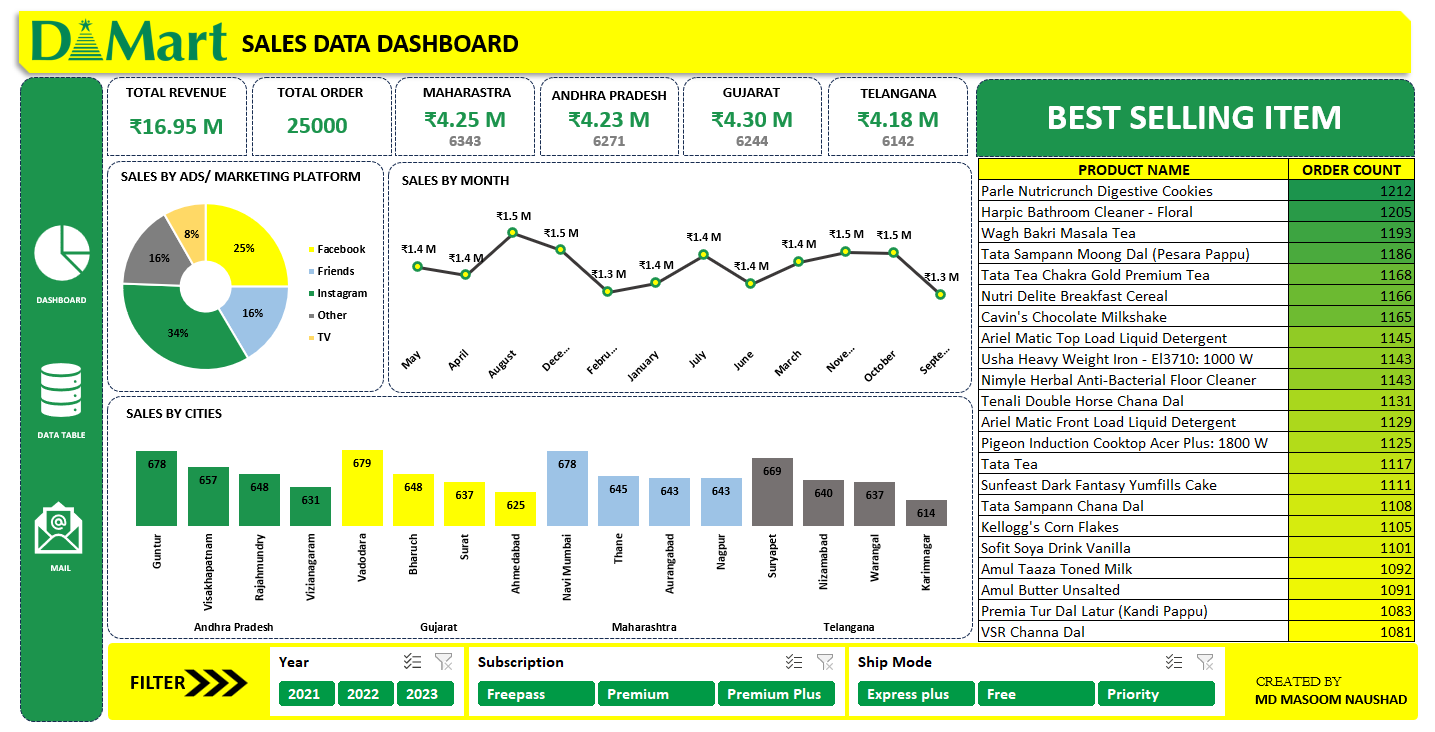 D Mart SALES DATA DASHBOARD
TOTAL REVENUE
₹16.95 M
TOTAL ORDER
25000
MAHARASTRA
₹4.25 M
6343
ANDHRA PRADESH
₹4.23 M
6271
GUJARAT
₹4.30 M
6244
TELANGANA
₹4.18 M
6142
DASHBOARD
DATA TABLE
@
MAIL
SALES BY ADS/ MARKETING PLATFORM
25%
16%
34%
16%
8%
Facebook
Friends
Instagram
Other
TV
SALES BY MONTH
₹1.4 M ₹1.4 M ₹1.5 M ₹1.5 M ₹1.3 M ₹1.4 M ₹1.4 M ₹1.4 M ₹1.4 M ₹1.5 M ₹1.5 M ₹1.3 M
May April August Dece... Febru... January July June March Nove... October Septe...
SALES BY CITIES
678 657 648 631 679 648 637 625 678 645 643 643 669 640 637 614
Guntur Visakhapatnam Rajahmundry Vizianagaram Vadodara Bharuch Surat Ahmedabad Navi Mumbai Thane Aurangabad Nagpur Suryapet Nizamabad Warangal Karimnagar
Andhra Pradesh Gujarat Maharashtra Telangana
BEST SELLING ITEM
PRODUCT NAME ORDER COUNT
Parle Nutricrunch Digestive Cookies 1212
Harpic Bathroom Cleaner - Floral 1205
Wagh Bakri Masala Tea 1193
Tata Sampann Moong Dal (Pesara Pappu) 1186
Tata Tea Chakra Gold Premium Tea 1168
Nutri Delite Breakfast Cereal 1166
Cavin's Chocolate Milkshake 1165
Ariel Matic Top Load Liquid Detergent 1145
Usha Heavy Weight Iron - EI3710: 1000 W 1143
Nimyle Herbal Anti-Bacterial Floor Cleaner 1143
Tenali Double Horse Chana Dal 1131
Ariel Matic Front Load Liquid Detergent 1129
Pigeon Induction Cooktop Acer Plus: 1800 W 1125
Tata Tea 1117
Sunfeast Dark Fantasy Yumfills Cake 1111
Tata Sampann Chana Dal 1108
Kellogg's Corn Flakes 1105
Sofit Soya Drink Vanilla 1101
Amul Taaza Toned Milk 1092
Amul Butter Unsalted 1091
Premia Tur Dal Latur (Kandi Pappu) 1083
VSR Channa Dal 1081
FILTER
Year
2021 2022 2023
Subscription
Freepass Premium Premium Plus
Ship Mode
Express plus Free Priority
CREATED BY
MD MASOOM NAUSHAD